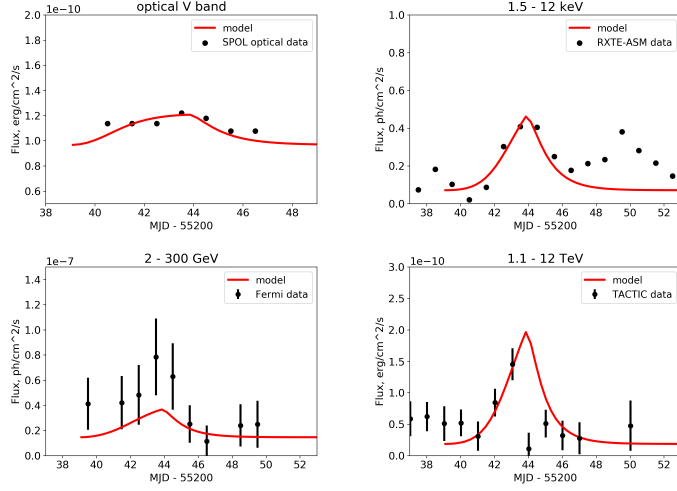 optical V band
1e−10
model
SPOL optical data
Flux, erg/cm^2/s
2.0
1.8
1.6
1.4
1.2
1.0
0.8
0.6
38 40 42 44 46 48
MJD - 55200
1.5 - 12 keV
model
RXTE-ASM data
Flux, ph/cm^2/s
1.0
0.8
0.6
0.4
0.2
0.0
38 40 42 44 46 48 50 52
MJD - 55200
2 - 300 GeV
1e−7
model
Fermi data
Flux, ph/cm^2/s
1.4
1.2
1.0
0.8
0.6
0.4
0.2
0.0
38 40 42 44 46 48 50 52
MJD - 55200
1.1 - 12 TeV
1e−10
model
TACTIC data
Flux, erg/cm^2/s
3.0
2.5
2.0
1.5
1.0
0.5
0.0
38 40 42 44 46 48 50 52
MJD - 55200